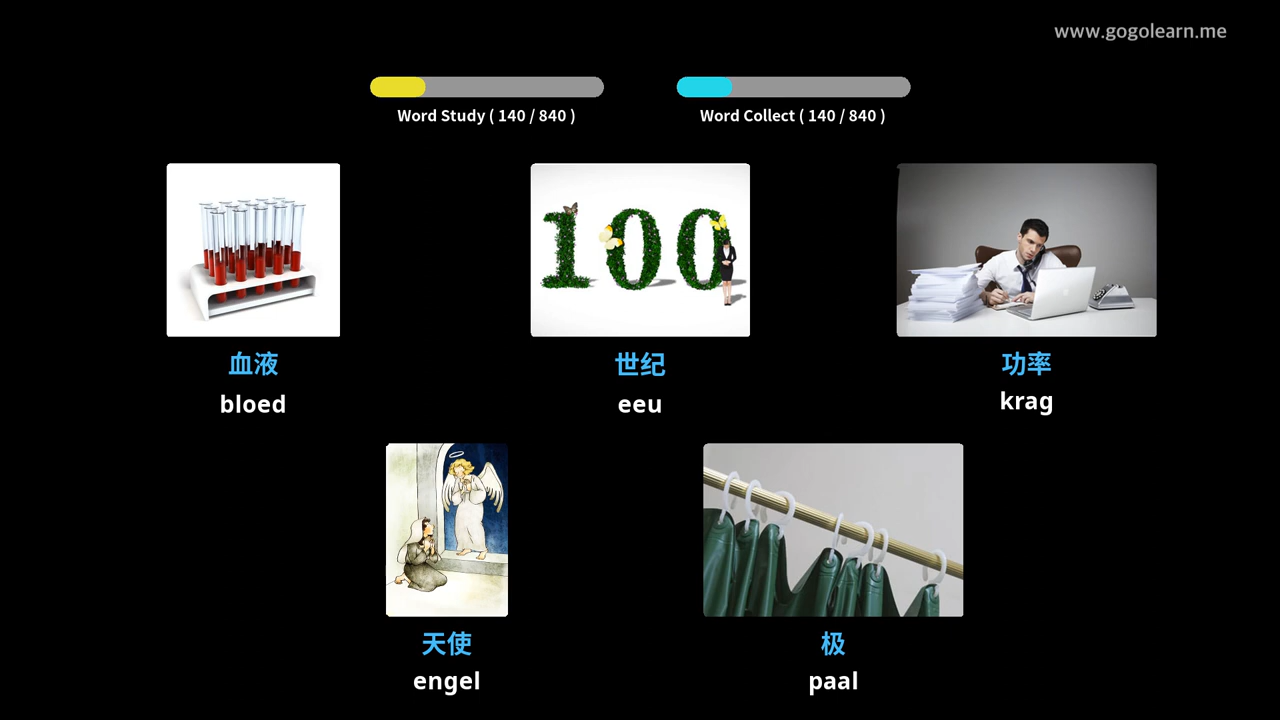 www.gogolearn.me
Word Study ( 140 / 840 )
Word Collect ( 140 / 840 )
100
血液
bloed
世纪
eeu
功率
krag
天使
engel
极
paal